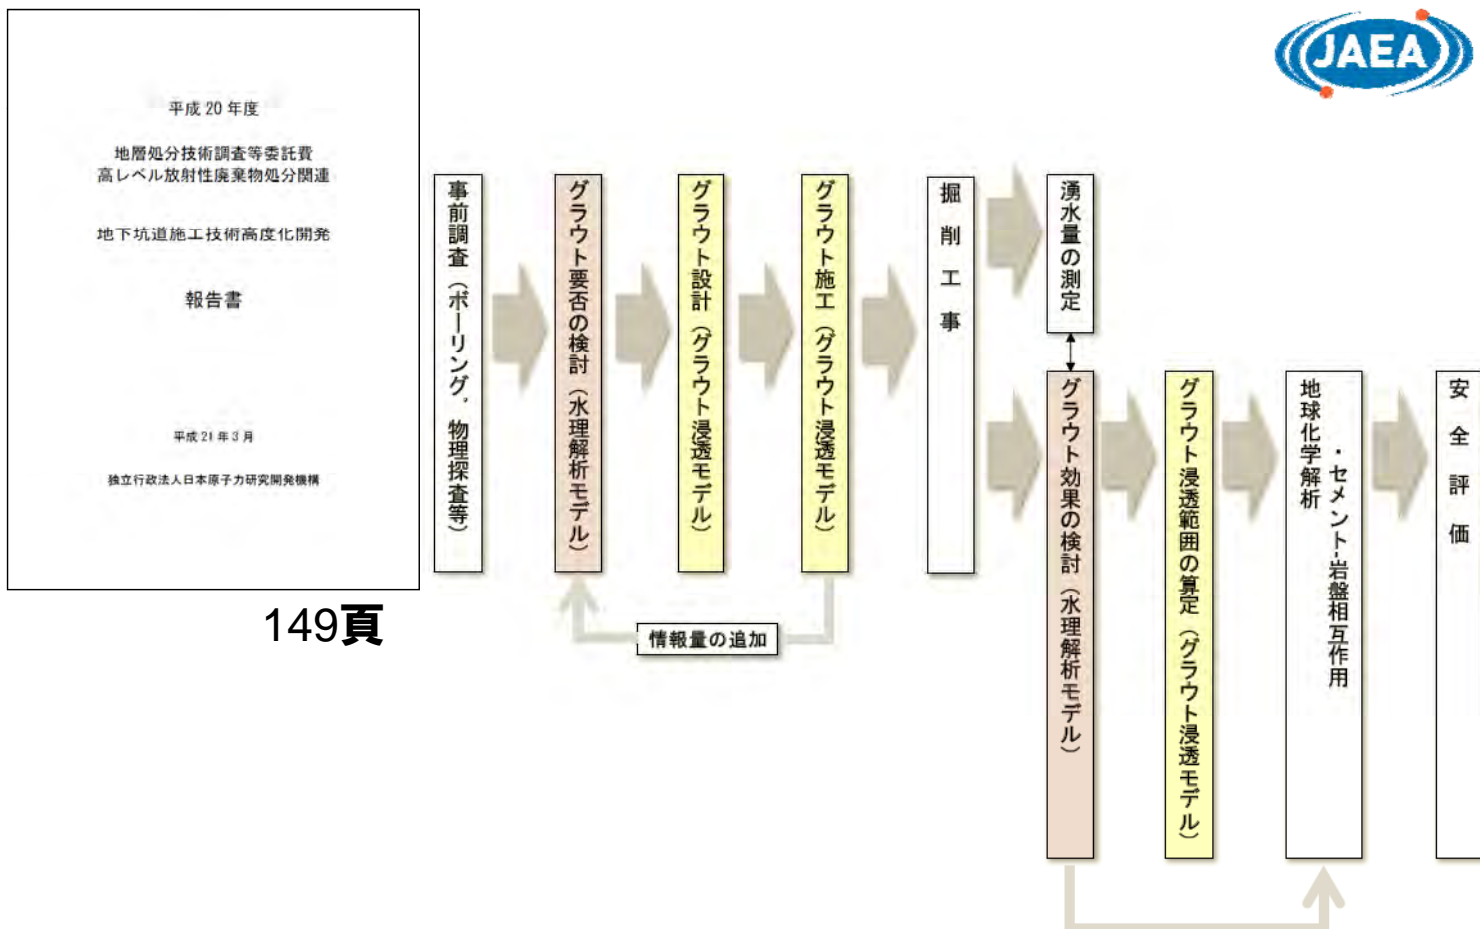 JAEA
平成 20 年度
地層処分技術調査等委託費
高レベル放射性廃棄物処分関連
地下坑道施工技術高度化開発
報告書
平成 21 年 3 月
独立行政法人日本原子力研究開発機構
149頁
事前調査（ボーリング，物理探査等）
グラウト要否の検討（水理解析モデル）
グラウト設計（グラウト浸透モデル）
グラウト施工（グラウト浸透モデル）
情報量の追加
掘削工事
湧水量の測定
グラウト効果の検討（水理解析モデル）
グラウト浸透範囲の算定（グラウト浸透モデル）
地球化学解析
・セメント-岩盤相互作用
安全評価